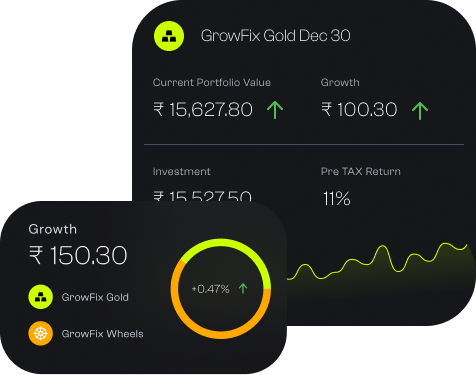 GrowFix Gold Dec 30
Current Portfolio Value
Growth
₹ 15,627.80
₹ 100.30
Investment
Pre TAX Return
₹ 15,527.50
11%
Growth
₹ 150.30
+0.47%
GrowFix Gold
GrowFix Wheels